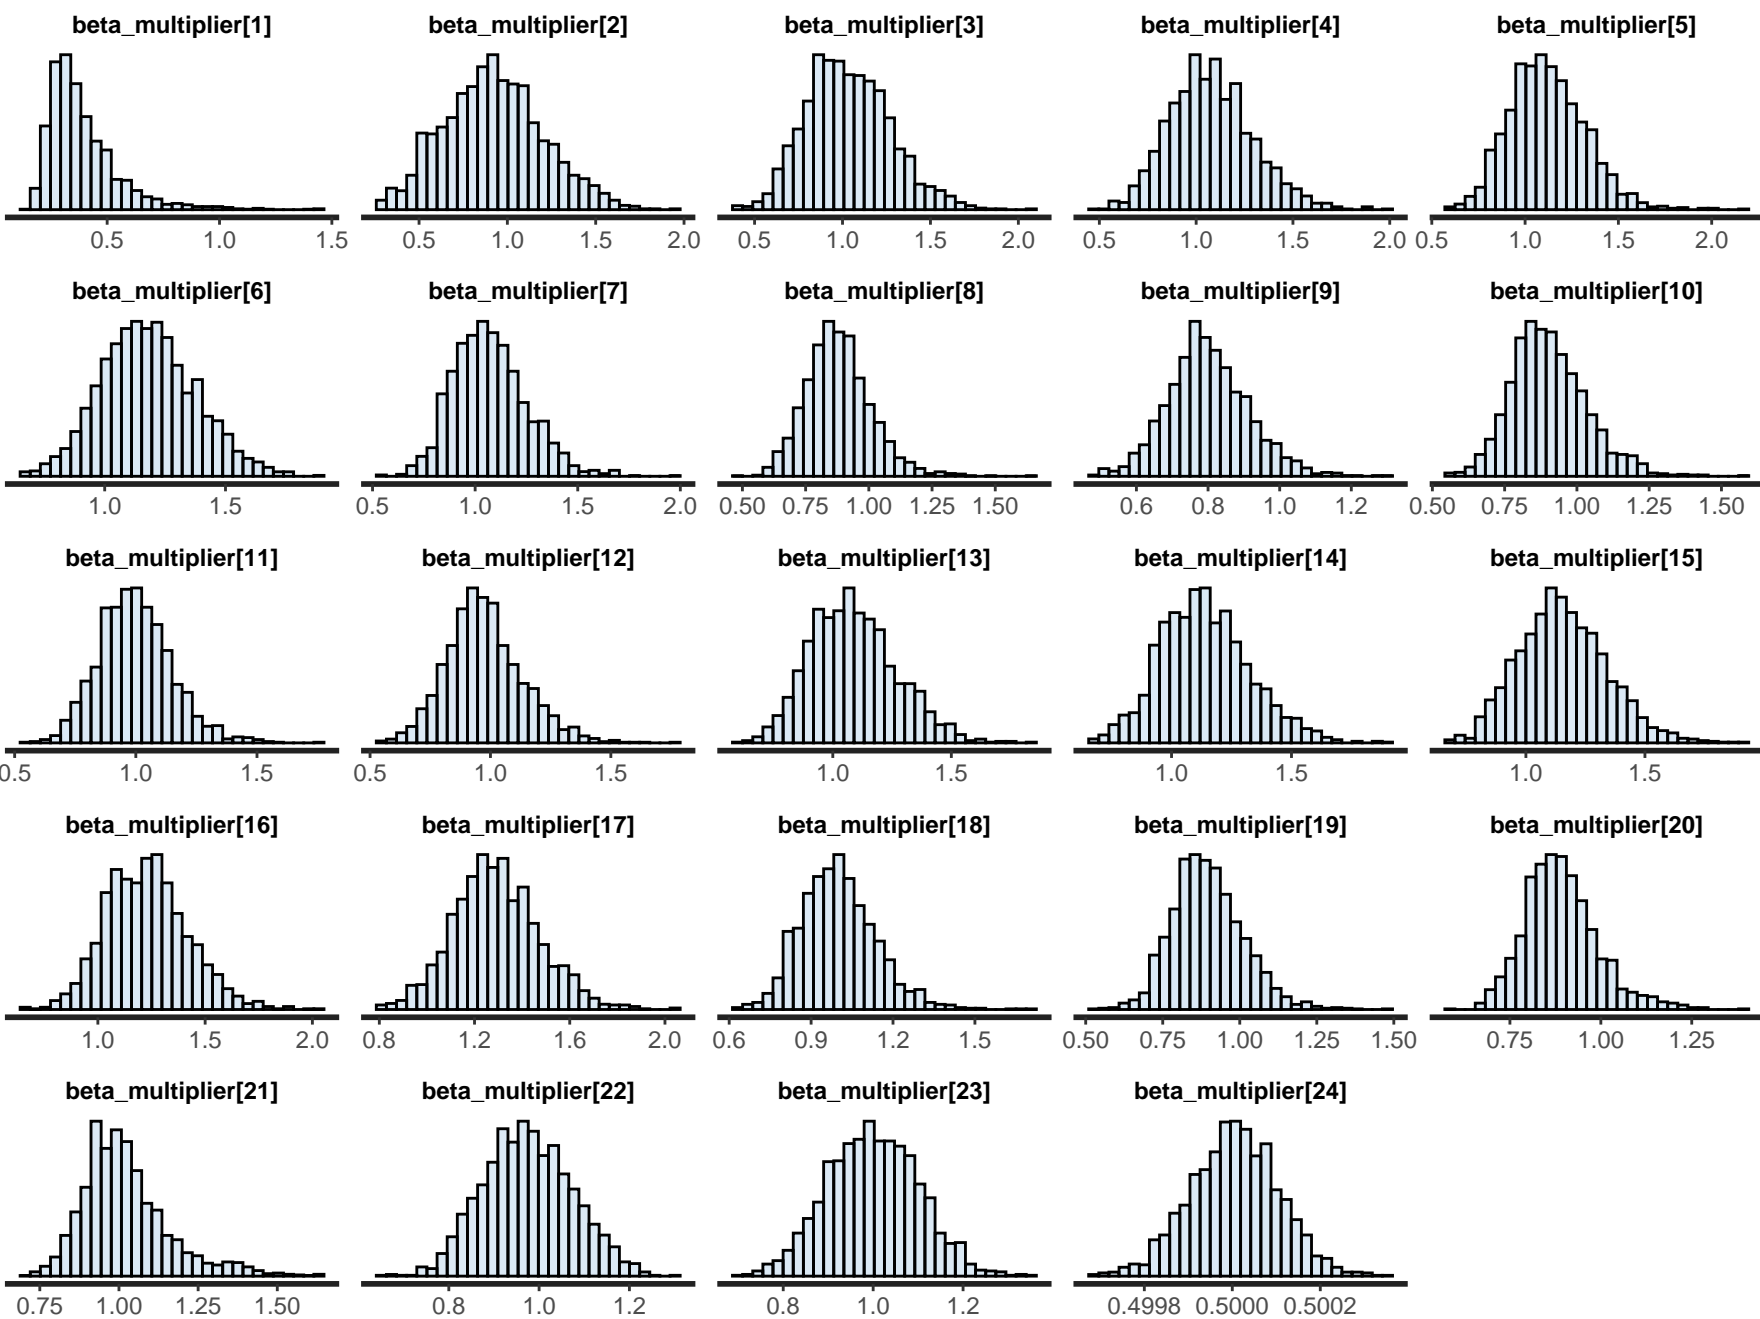 beta_multiplier[1] beta_multiplier[2] beta_multiplier[3] beta_multiplier[4] beta_multiplier[5]
0.5 1.0 1.5 0.5 1.0 1.5 2.0 0.5 1.0 1.5 2.0 0.5 1.0 1.5 2.0 0.5 1.0 1.5 2.0
beta_multiplier[6] beta_multiplier[7] beta_multiplier[8] beta_multiplier[9] beta_multiplier[10]
1.0 1.5 0.5 1.0 1.5 2.0 0.50 0.75 1.00 1.25 1.50 0.6 0.8 1.0 1.2 0.50 0.75 1.00 1.25 1.50
beta_multiplier[11] beta_multiplier[12] beta_multiplier[13] beta_multiplier[14] beta_multiplier[15]
0.5 1.0 1.5 0.5 1.0 1.5 1.0 1.5 1.0 1.5 1.0 1.5
beta_multiplier[16] beta_multiplier[17] beta_multiplier[18] beta_multiplier[19] beta_multiplier[20]
1.0 1.5 2.0 0.8 1.2 1.6 2.0 0.6 0.9 1.2 1.5 0.50 0.75 1.00 1.25 1.50 0.75 1.00 1.25
beta_multiplier[21] beta_multiplier[22] beta_multiplier[23] beta_multiplier[24]
0.75 1.00 1.25 1.50 0.8 1.0 1.2 0.8 1.0 1.2 0.4998 0.5000 0.5002